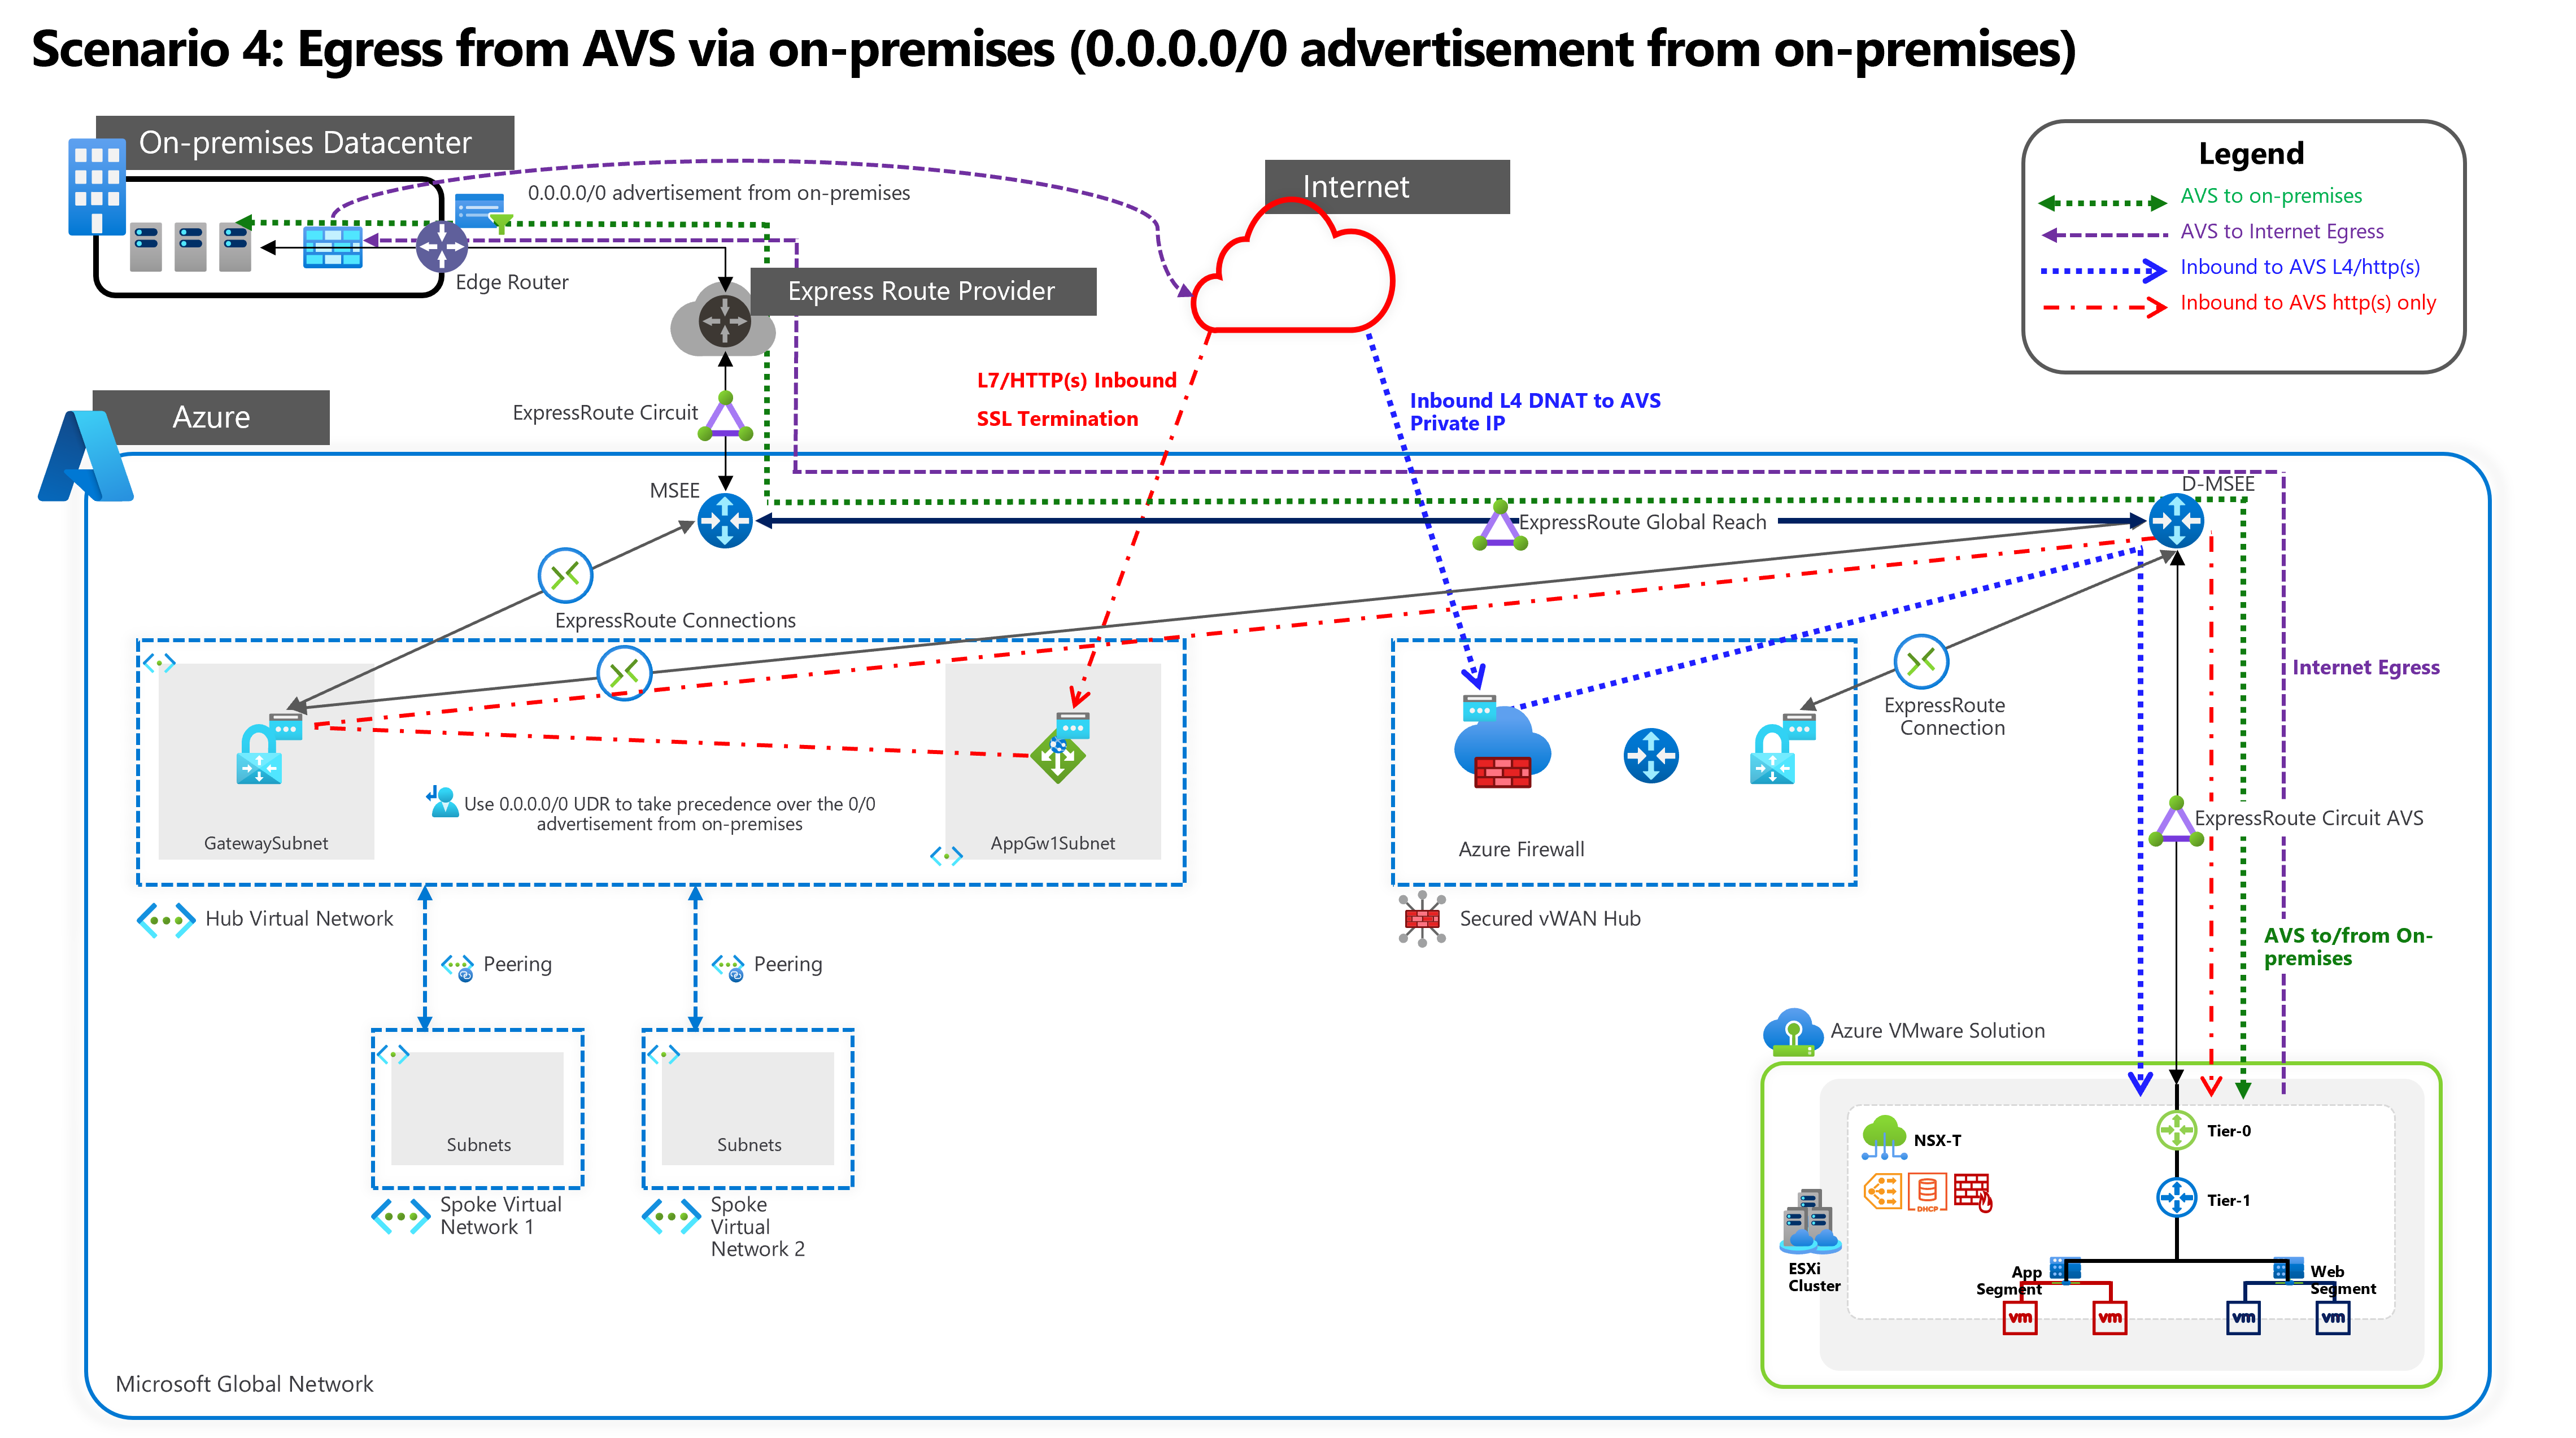 Scenario 4: Egress from AVS via on-premises (0.0.0.0/0 advertisement from on-premises)
On-premises Datacenter
0.0.0.0/0 advertisement from on-premises
Edge Router
Express Route Provider
Internet
Legend
AVS to on-premises
AVS to Internet Egress
Inbound to AVS L4/http(s)
Inbound to AVS http(s) only
Azure
ExpressRoute Circuit
L7/HTTP(s) Inbound
SSL Termination
Inbound L4 DNAT to AVS
Private IP
MSEE
D-MSEE
ExpressRoute Global Reach
ExpressRoute Connections
Internet Egress
ExpressRoute
Connection
Use 0.0.0.0/0 UDR to take precedence over the 0/0
advertisement from on-premises
GatewaySubnet
AppGw1Subnet
Azure Firewall
ExpressRoute Circuit AVS
Hub Virtual Network
Secured vWAN Hub
AVS to/from On-
premises
Peering
Peering
Azure VMware Solution
Subnets
Subnets
Spoke Virtual
Network 1
Spoke
Virtual
Network 2
NSX-T
DHCP
Tier-0
Tier-1
ESXi
Cluster
App
Segment
Web
Segment
vm
vm
vm
vm
Microsoft Global Network